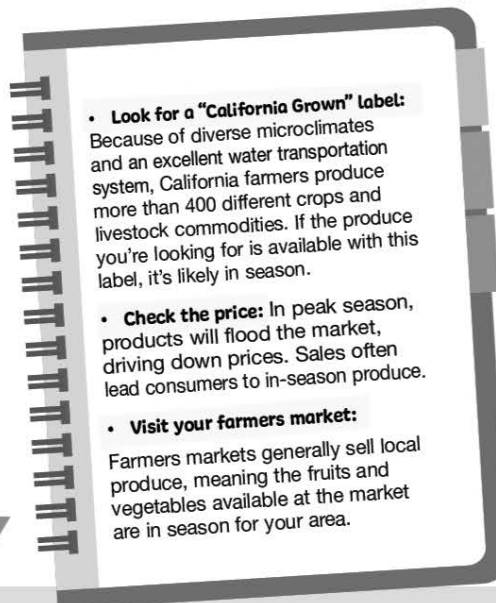 • Look for a “California Grown” label:
Because of diverse microclimates
and an excellent water transportation
system, California farmers produce
more than 400 different crops and
livestock commodities. If the produce
you’re looking for is available with this
label, it’s likely in season.
• Check the price: In peak season,
products will flood the market,
driving down prices. Sales often
lead consumers to in-season produce.
• Visit your farmers market:
Farmers markets generally sell local
produce, meaning the fruits and
vegetables available at the market
are in season for your area.